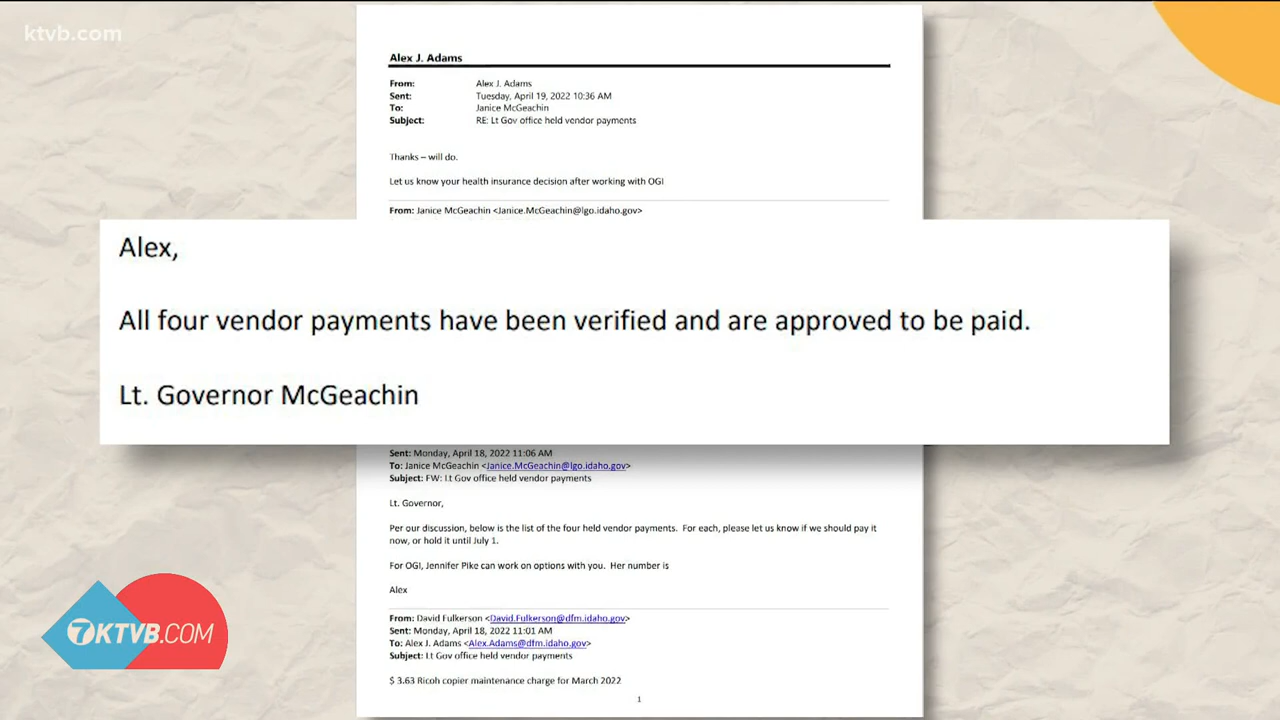 ktvb.com
Alex J. Adams
From: Alex J. Adams
Sent: Tuesday, April 19, 2022 10:36 AM
To: Janice McGeachin
Subject: RE: Lt Gov office held vendor payments
Thanks – will do.
Let us know your health insurance decision after working with OGI
From: Janice McGeachin <Janice.McGeachin@lgo.idaho.gov>
Alex,
All four vendor payments have been verified and are approved to be paid.
Lt. Governor McGeachin
Sent: Monday, April 18, 2022 11:06 AM
To: Janice McGeachin <Janice.McGeachin@lgo.idaho.gov>
Subject: FW: Lt Gov office held vendor payments
Lt. Governor,
Per our discussion, below is the list of the four held vendor payments. For each, please let us know if we should pay it
now, or hold it until July 1.
For OGI, Jennifer Pike can work on options with you. Her number is
Alex
From: David Fulkerson <David.Fulkerson@dfm.idaho.gov>
Sent: Monday, April 18, 2022 11:01 AM
To: Alex J. Adams <Alex.Adams@dfm.idaho.gov>
Subject: Lt Gov office held vendor payments
$ 3.63 Ricoh copier maintenance charge for March 2022
1
7KTVB.COM